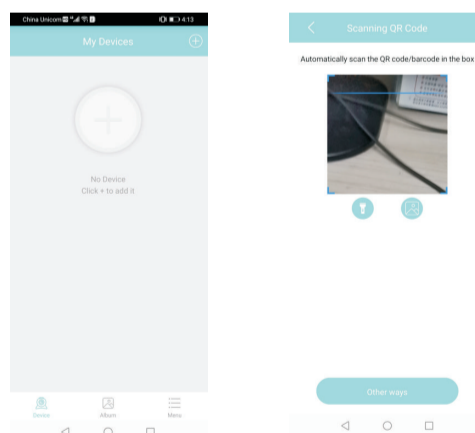 China Unicom
4:13
My Devices
No Device
Click + to add it
Device
Album
Menu
Scanning QR Code
Automatically scan the QR code/barcode in the box
Other ways